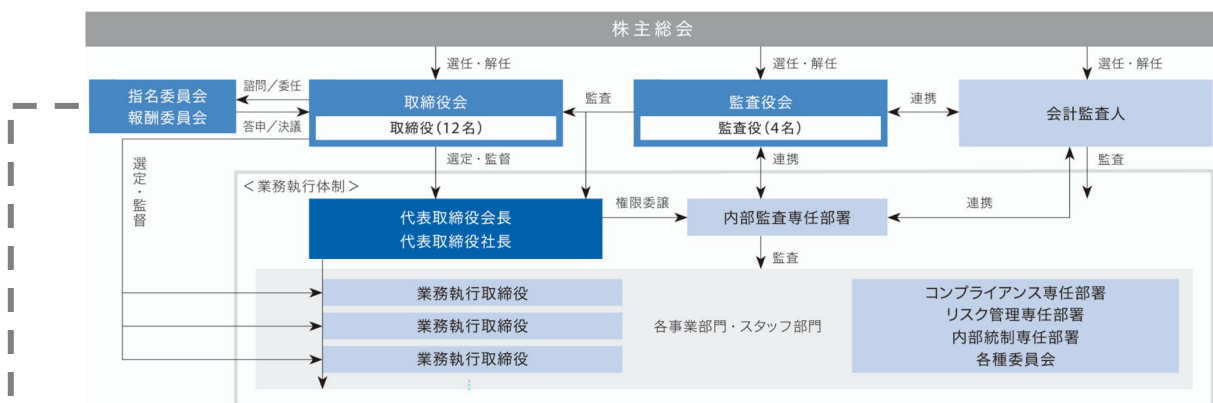 株主総会
選任・解任
選任・解任
選任・解任
指名委員会
報酬委員会
諮問／委任
答申／決議
取締役会
取締役(12名)
監査
監査役会
監査役(4名)
連携
会計監査人
選定・監督
選定・監督
連携
監査
＜業務執行体制＞
代表取締役会長
代表取締役社長
権限委譲
内部監査専任部署
連携
監査
業務執行取締役
業務執行取締役
業務執行取締役
各事業部門・スタッフ部門
コンプライアンス専任部署
リスク管理専任部署
内部統制専任部署
各種委員会